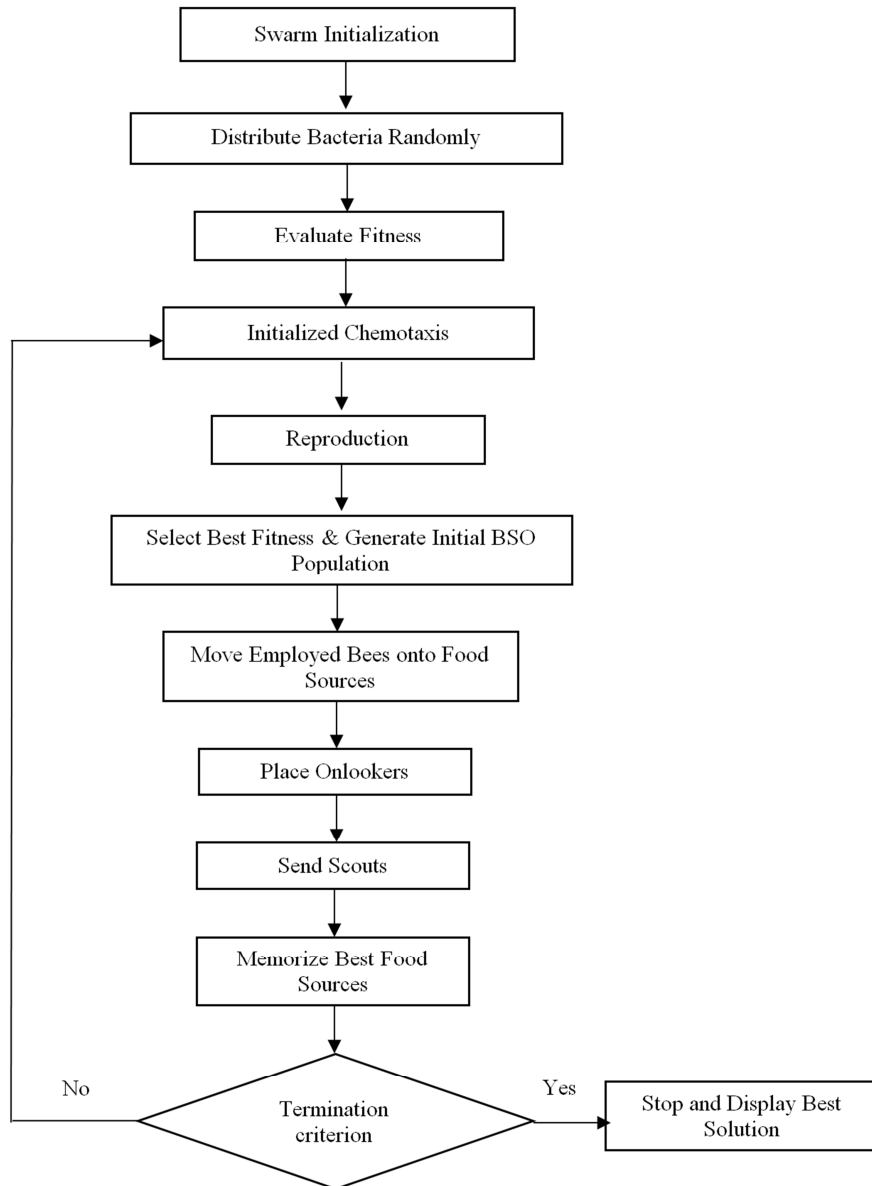 Swarm Initialization
Distribute Bacteria Randomly
Evaluate Fitness
Initialized Chemotaxis
Reproduction
Select Best Fitness & Generate Initial BSO
Population
Move Employed Bees onto Food
Sources
Place Onlookers
Send Scouts
Memorize Best Food
Sources
No
Termination
criterion
Yes
Stop and Display Best
Solution